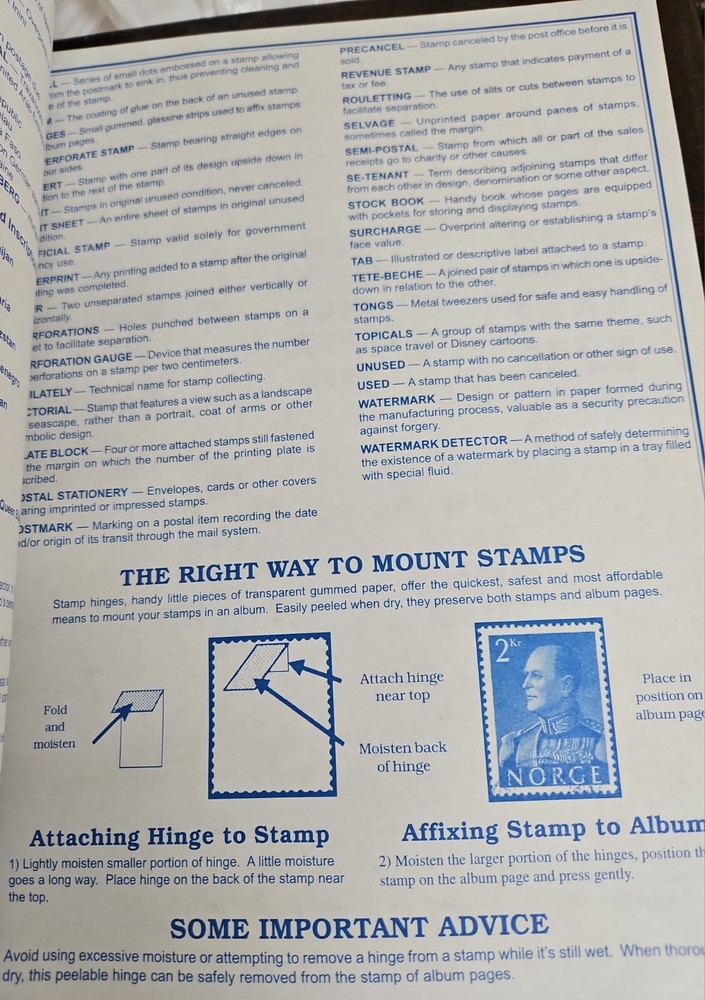 L — Series of small dots embossed on a stamp allowing
om the postmark to sink in, thus preventing cleaning and
e of the stamp.
— The coating of glue on the back of an unused stamp.
GES — Small gummed, glassine strips used to affix stamps
lbum pages.
ERFORATE STAMP — Stamp bearing straight edges on
our sides.
ERT — Stamp with one part of its design upside down in
tion to the rest of the stamp.
IT — Stamps in original unused condition, never canceled.
IT SHEET — An entire sheet of stamps in original unused
dition.
FICIAL STAMP — Stamp valid solely for government
ncy use.
ERPRINT — Any printing added to a stamp after the original
ting was completed.
R — Two unseparated stamps joined either vertically or
izontally.
RFORATIONS — Holes punched between stamps on a
et to facilitate separation.
RFORATION GAUGE — Device that measures the number
perforations on a stamp per two centimeters.
ILATELY — Technical name for stamp collecting.
CTORIAL — Stamp that features a view such as a landscape
seascape, rather than a portrait, coat of arms or other
mbolic design.
ATE BLOCK — Four or more attached stamps still fastened
the margin on which the number of the printing plate is
cribed.
OSTAL STATIONERY — Envelopes, cards or other covers
aring imprinted or impressed stamps.
OSTMARK — Marking on a postal item recording the date
d/or origin of its transit through the mail system.
PRECANCEL — Stamp canceled by the post office before it is
sold.
REVENUE STAMP — Any stamp that indicates payment of a
tax or fee.
ROULETTING — The use of slits or cuts between stamps to
facilitate separation.
SELVAGE — Unprinted paper around panes of stamps,
sometimes called the margin.
SEMI-POSTAL — Stamp from which all or part of the sales
receipts go to charity or other causes.
SE-TENANT — Term describing adjoining stamps that differ
from each other in design, denomination or some other aspect.
STOCK BOOK — Handy book whose pages are equipped
with pockets for storing and displaying stamps.
SURCHARGE — Overprint altering or establishing a stamp's
face value.
TAB — Illustrated or descriptive label attached to a stamp.
TETE-BECHE — A joined pair of stamps in which one is upside-
down in relation to the other.
TONGS — Metal tweezers used for safe and easy handling of
stamps.
TOPICALS — A group of stamps with the same theme, such
as space travel or Disney cartoons.
UNUSED — A stamp with no cancellation or other sign of use.
USED — A stamp that has been canceled.
WATERMARK — Design or pattern in paper formed during
the manufacturing process, valuable as a security precaution
against forgery.
WATERMARK DETECTOR — A method of safely determining
the existence of a watermark by placing a stamp in a tray filled
with special fluid.
THE RIGHT WAY TO MOUNT STAMPS
Stamp hinges, handy little pieces of transparent gummed paper, offer the quickest, safest and most affordable
means to mount your stamps in an album. Easily peeled when dry, they preserve both stamps and album pages.
Fold
and
moisten
Attach hinge
near top
Moisten back
of hinge
2 Kr
NORGE
Place in
position on
album page
Attaching Hinge to Stamp
1) Lightly moisten smaller portion of hinge. A little moisture
goes a long way. Place hinge on the back of the stamp near
the top.
Affixing Stamp to Album
2) Moisten the larger portion of the hinges, position th
stamp on the album page and press gently.
SOME IMPORTANT ADVICE
Avoid using excessive moisture or attempting to remove a hinge from a stamp while it's still wet. When thorou
dry, this peelable hinge can be safely removed from the stamp of album pages.